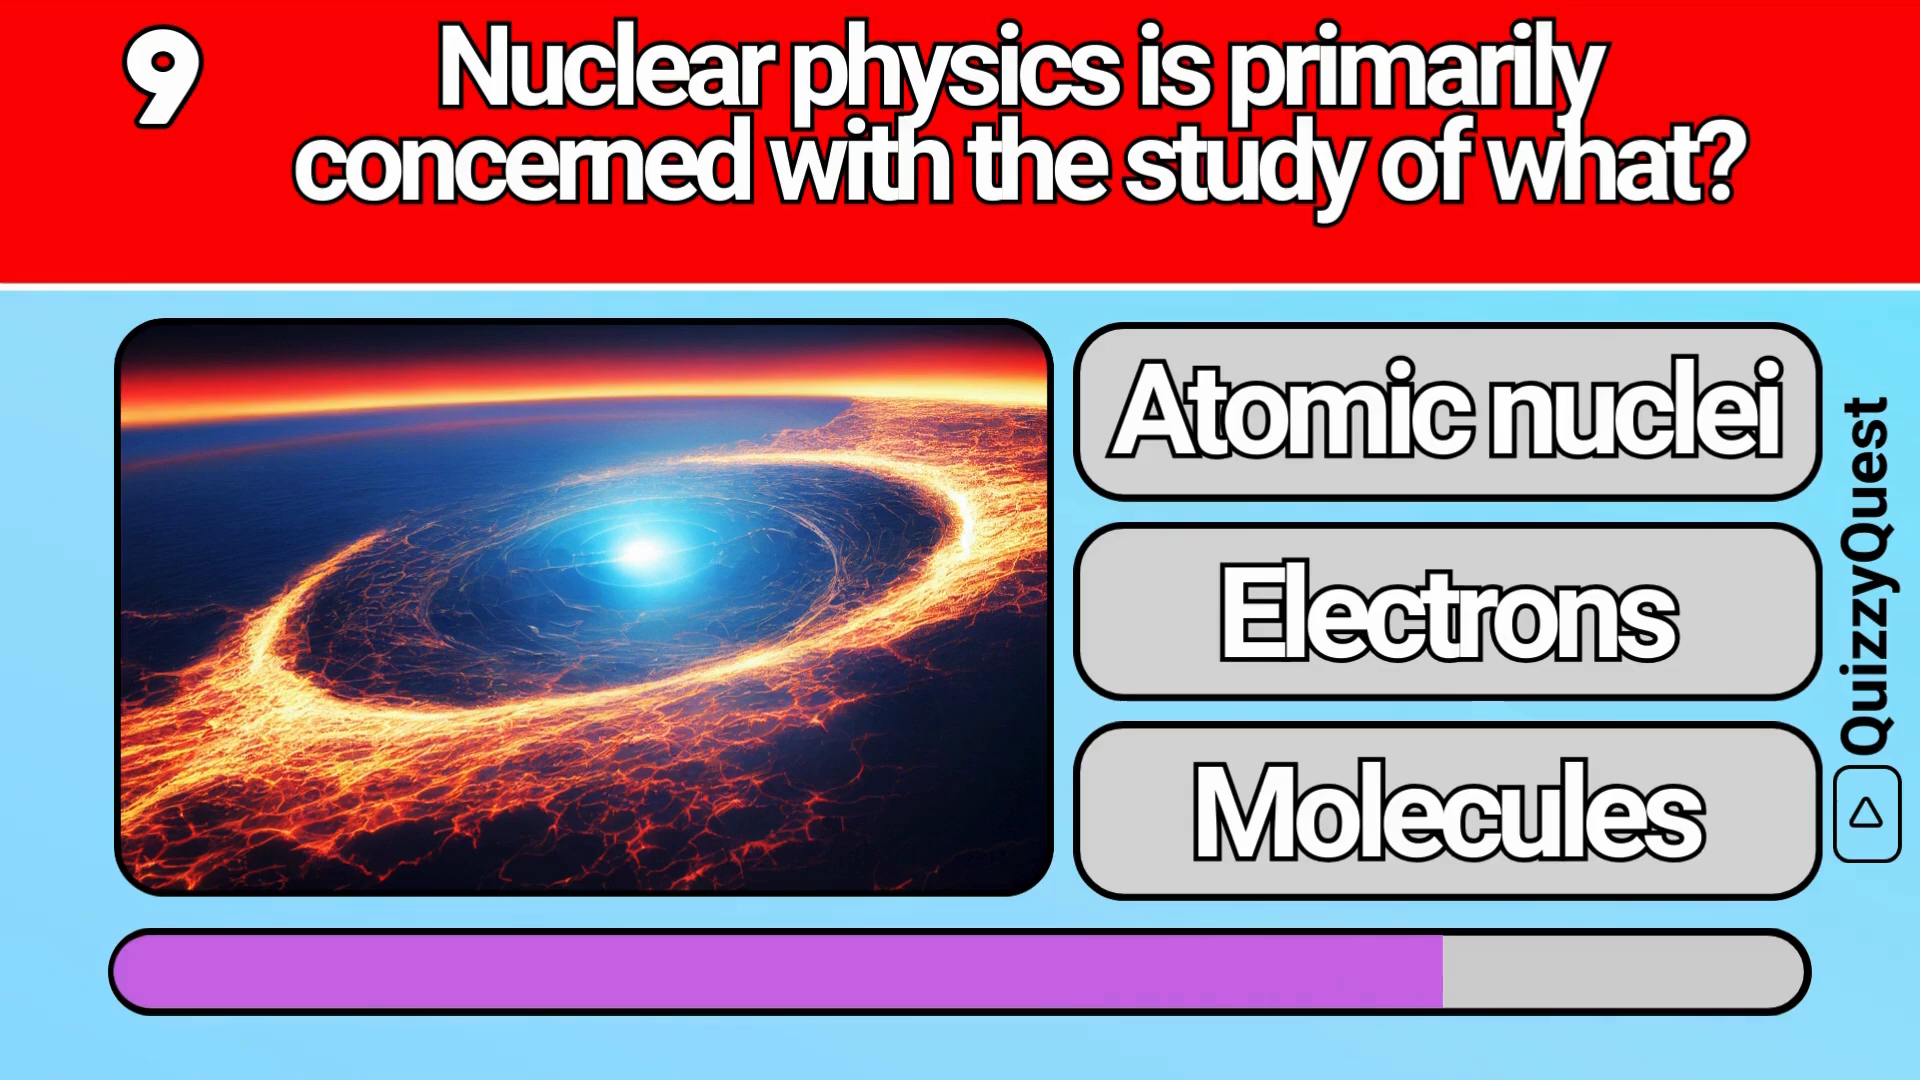 9
Nuclear physics is primarily
concerned with the study of what?
Atomic nuclei
Electrons
Molecules
QuizzyQuest